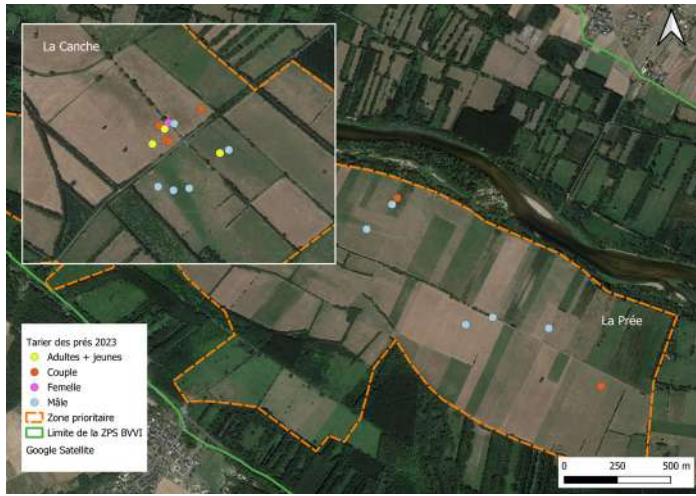 La Canche
La Prée
Tarier des prés 2023
Adultes + jeunes
Couple
Femelle
Mâle
Zone prioritaire
Limite de la ZPS BVVI
Google Satellite
0 250 500 m